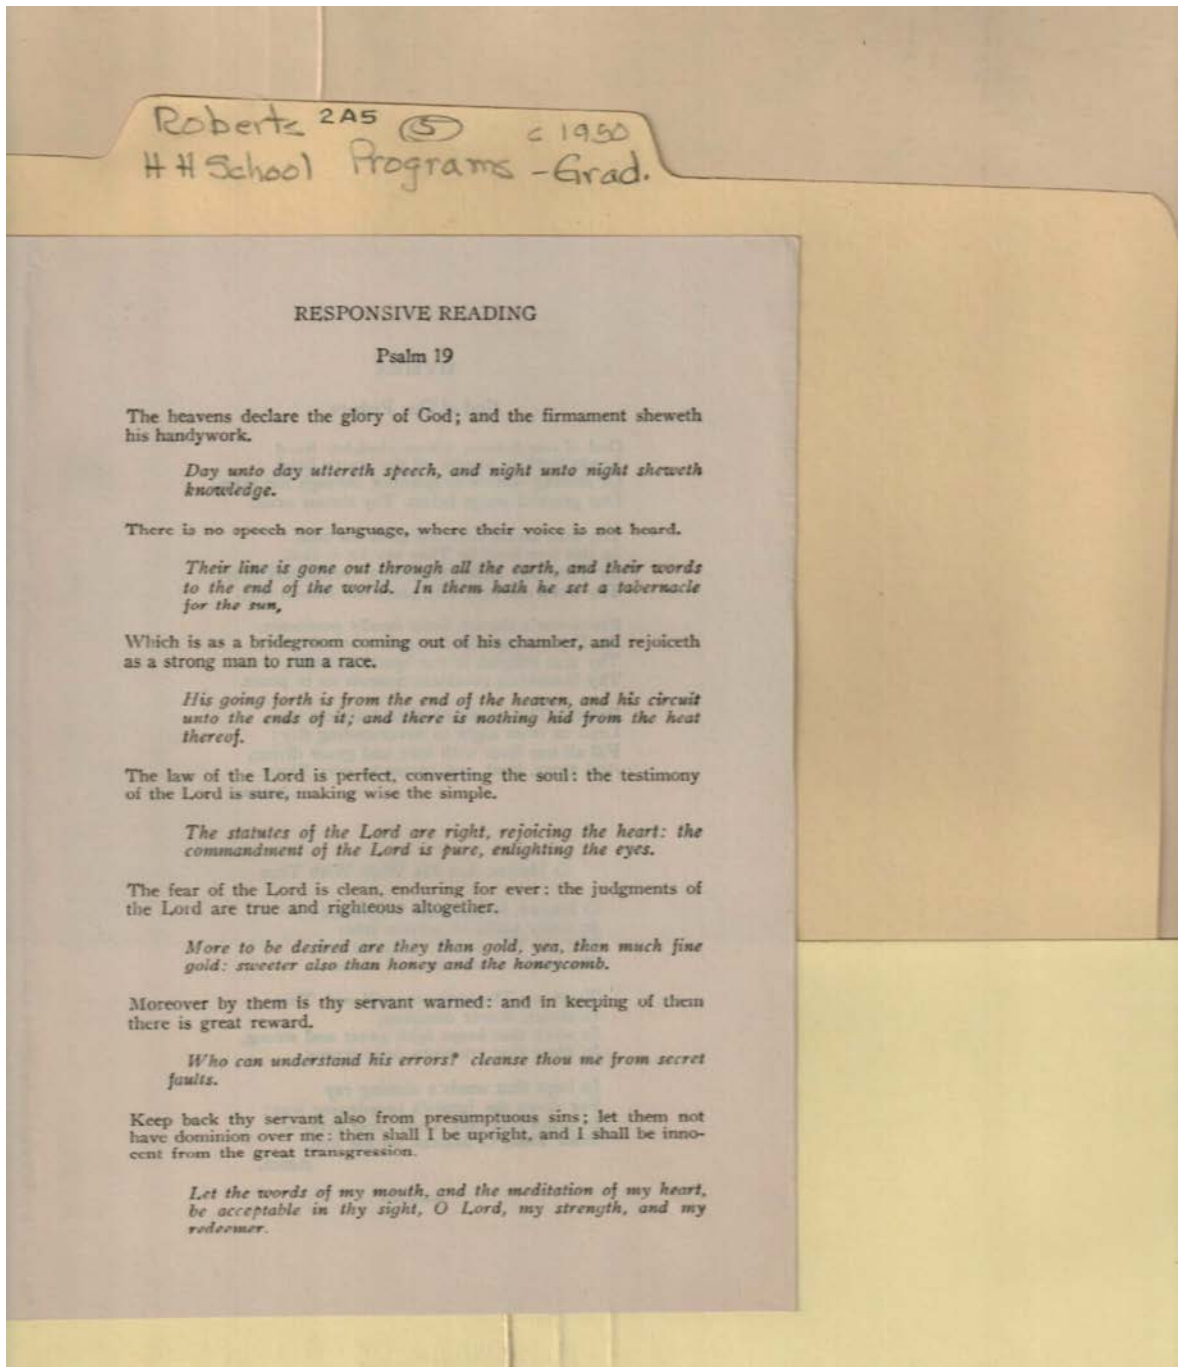 Roberts 2A5 (5) c 1950
H H School Programs - Grad.
RESPONSIVE READING
Psalm 19
The heavens declare the glory of God; and the firmament sheweth
his handywork.
Day unto day uttereth speech, and night unto night sheweth
knowledge.
There is no speech nor language, where their voice is not heard.
Their line is gone out through all the earth, and their words
to the end of the world. In them hath he set a tabernacle
for the sun,
Which is as a bridegroom coming out of his chamber, and rejoiceth
as a strong man to run a race.
His going forth is from the end of the heaven, and his circuit
unto the ends of it; and there is nothing hid from the heat
thereof.
The law of the Lord is perfect, converting the soul: the testimony
of the Lord is sure, making wise the simple.
The statutes of the Lord are right, rejoicing the heart: the
commandment of the Lord is pure, enlighting the eyes.
The fear of the Lord is clean, enduring for ever: the judgments of
the Lord are true and righteous altogether.
More to be desired are they than gold, yea, than much fine
gold: sweeter also than honey and the honeycomb.
Moreover by them is thy servant warned: and in keeping of them
there is great reward.
Who can understand his errors? cleanse thou me from secret
faults.
Keep back thy servant also from presumptuous sins; let them not
have dominion over me: then shall I be upright, and I shall be inno-
cent from the great transgression.
Let the words of my mouth, and the meditation of my heart,
be acceptable in thy sight, O Lord, my strength, and my
redeemer.